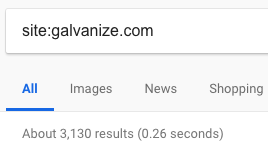 site:galvanize.com
All Images News Shopping
About 3,130 results (0.26 seconds)